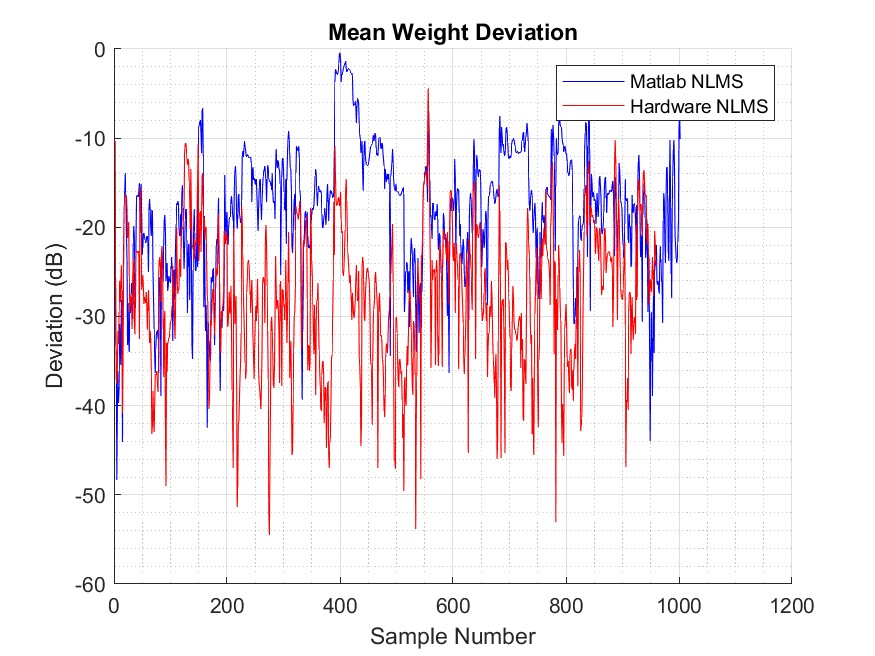 Mean Weight Deviation
Matlab NLMS
Hardware NLMS
Deviation (dB)
0
-10
-20
-30
-40
-50
-60
0 200 400 600 800 1000 1200
Sample Number